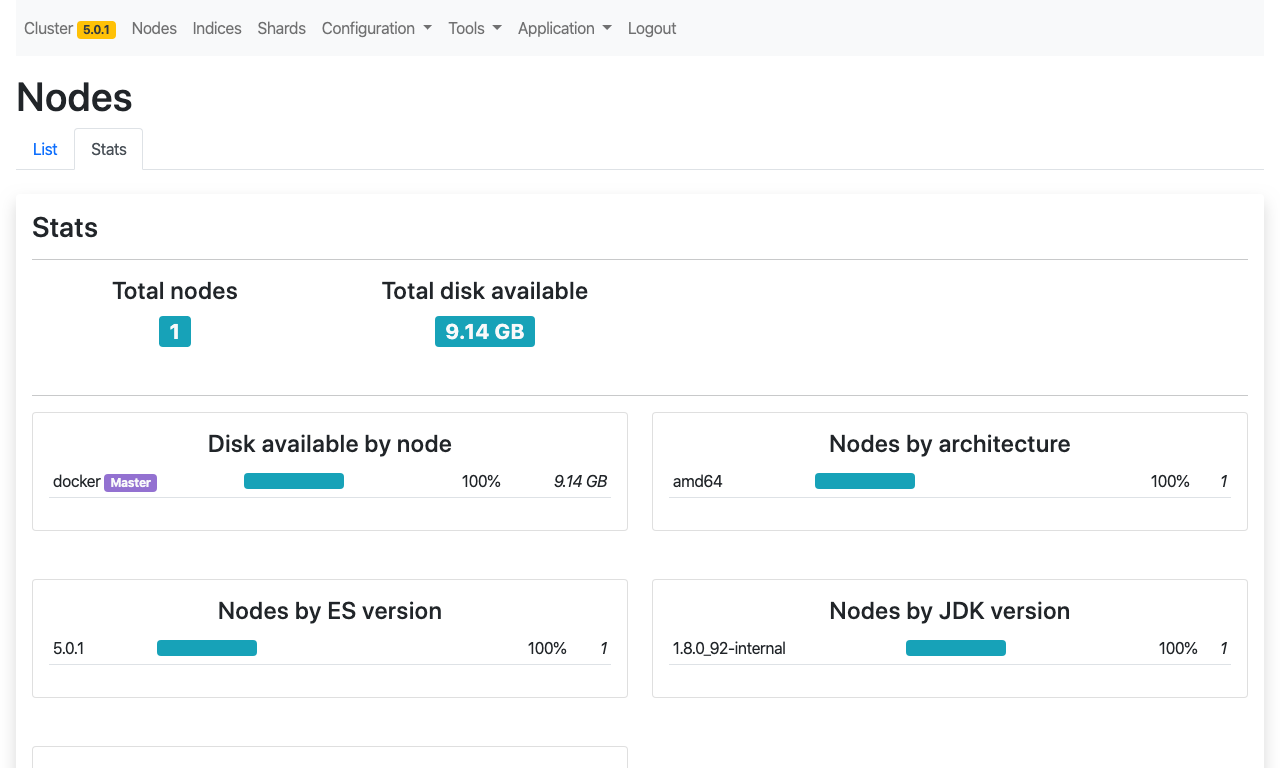 Cluster 5.0.1 Nodes Indices Shards Configuration Tools Application Logout
Nodes
List Stats
Stats
Total nodes Total disk available
1 9.14 GB
Disk available by node
docker Master 100% 9.14 GB
Nodes by architecture
amd64 100% 1
Nodes by ES version
5.0.1 100% 1
Nodes by JDK version
1.8.0_92-internal 100% 1